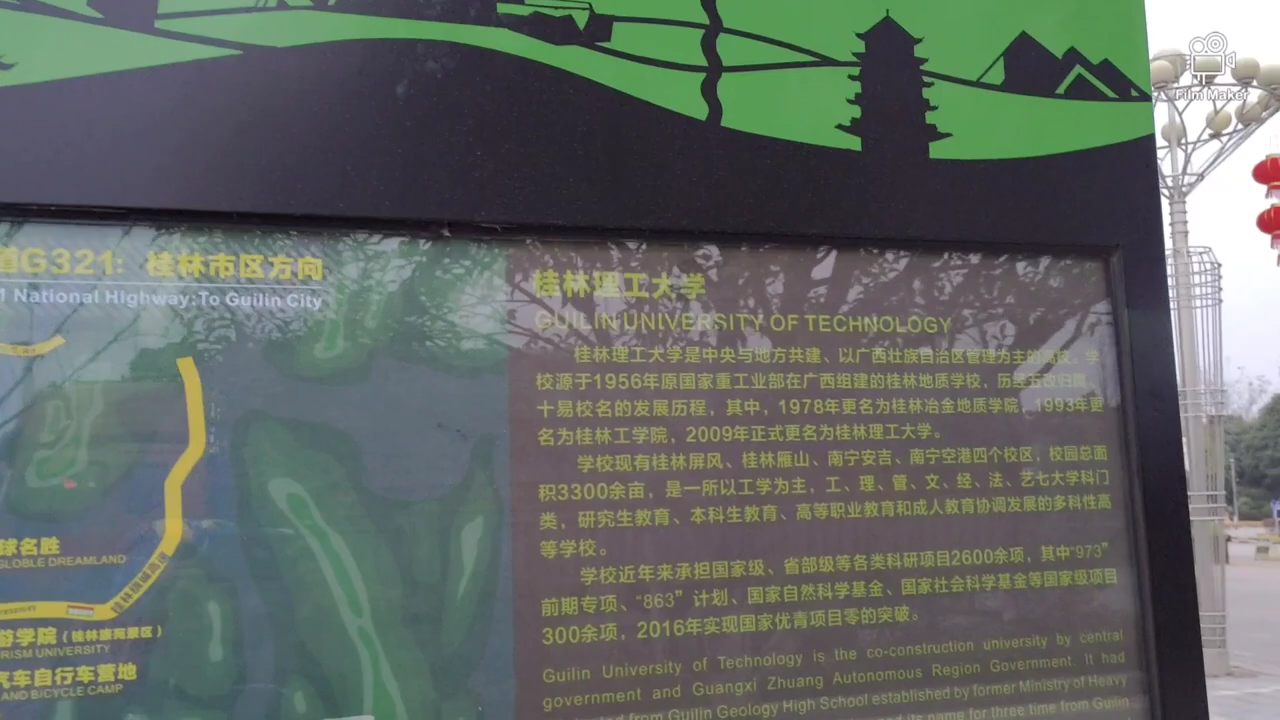 Film Maker
G321：桂林市区方向
National Highway:To Guilin City
球名胜
GLOBLE DREAMLAND
游学院（桂林旅苑景区）
RISM UNIVERSITY
汽车自行车营地
AND BICYCLE CAMP
桂林理工大学
GUILIN UNIVERSITY OF TECHNOLOGY
桂林理工大学是中央与地方共建、以广西壮族自治区管理为主的高校。学
校源于1956年原国家重工业部在广西组建的桂林地质学校，历经五改归属、
十易校名的发展历程，其中，1978年更名为桂林冶金地质学院，1993年更
名为桂林工学院，2009年正式更名为桂林理工大学。
学校现有桂林屏风、桂林雁山、南宁安吉、南宁空港四个校区，校园总面
积3300余亩，是一所以工学为主，工、理、管、文、经、法、艺七大学科门
类，研究生教育、本科生教育、高等职业教育和成人教育协调发展的多科性高
等学校。
学校近年来承担国家级、省部级等各类科研项目2600余项，其中“973”
前期专项、“863”计划、国家自然科学基金、国家社会科学基金等国家级项目
300余项，2016年实现国家优青项目零的突破。
Guilin University of Technology is the co-construction university by central
government and Guangxi Zhuang Autonomous Region Government. It had
from Guilin Geology High School established by former Ministry of Heavy
its name for three time from Guilin